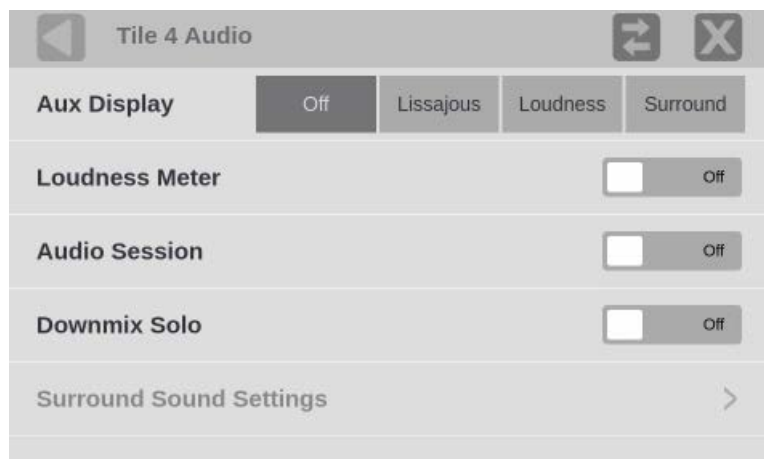 Tile 4 Audio
Aux Display Off Lissajous Loudness Surround
Loudness Meter Off
Audio Session Off
Downmix Solo Off
Surround Sound Settings